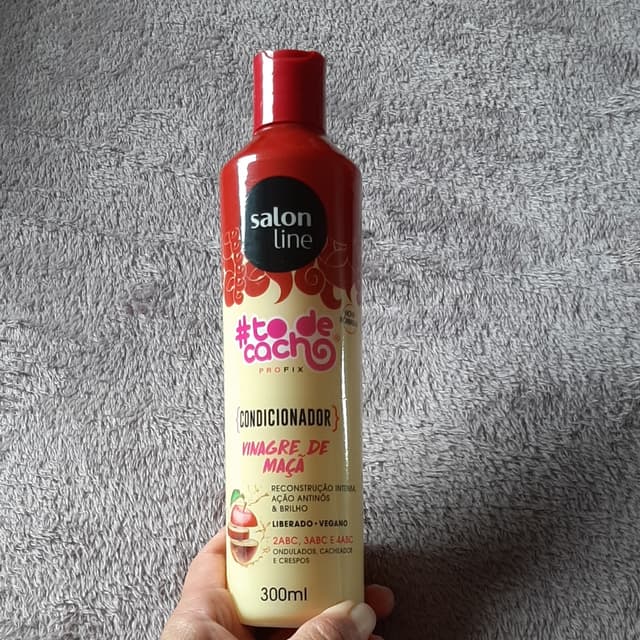 salon
line
#to de
cacho
PROFIX
{CONDICIONADOR}
VINAGRE DE
MAÇÃ
RECONSTRUÇÃO INTENSA,
AÇÃO ANTINÓS
& BRILHO
LIBERADO • VEGANO
2ABC, 3ABC E 4ABC
ONDULADOS, CACHEADOS
E CRESPOS
300ml